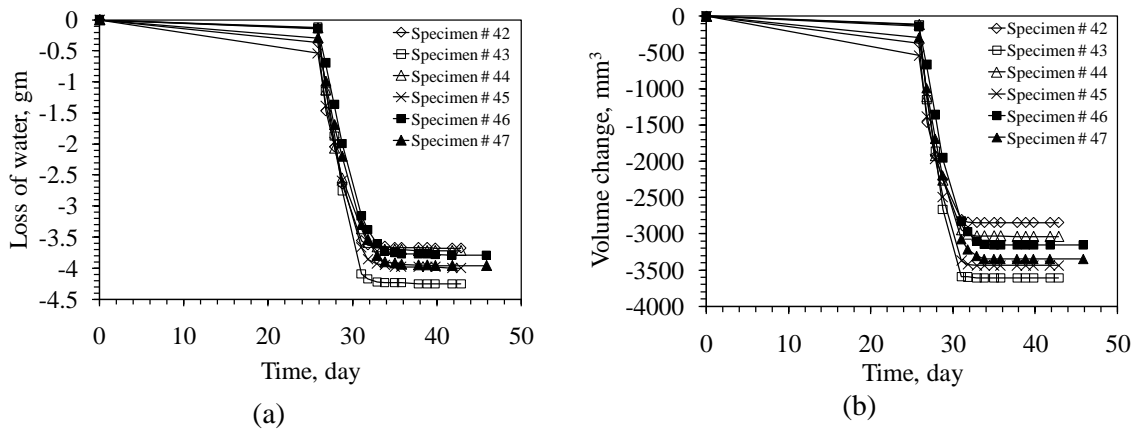 0
-0.5
-1
-1.5
-2
-2.5
-3
-3.5
-4
-4.5
Loss of water, gm
Specimen # 42
Specimen # 43
Specimen # 44
Specimen # 45
Specimen # 46
Specimen # 47
0 10 20 30 40 50
Time, day
(a)
0
-500
-1000
-1500
-2000
-2500
-3000
-3500
-4000
Volume change, mm³
Specimen # 42
Specimen # 43
Specimen # 44
Specimen # 45
Specimen # 46
Specimen # 47
0 10 20 30 40 50
Time, day
(b)